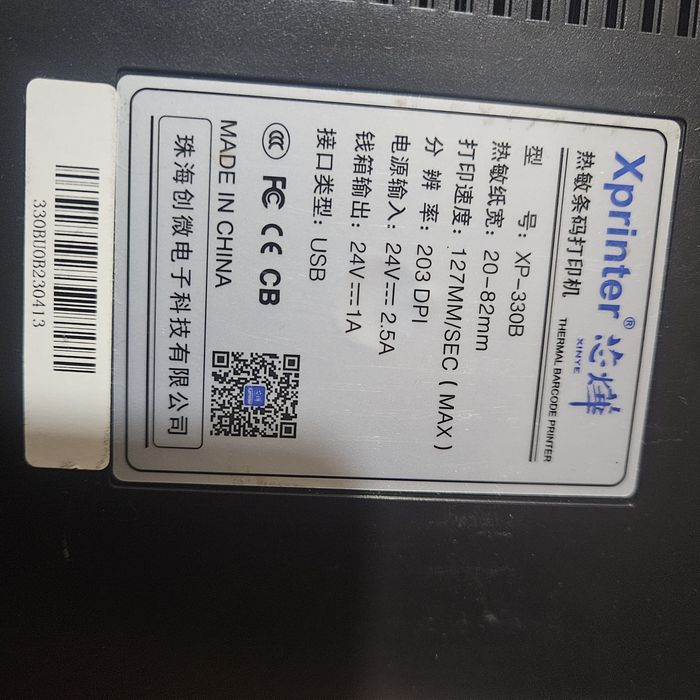 Xprinter® 芯烨
XINYE
热敏条码打印机 THERMAL BARCODE PRINTER
型 号: XP-330B
热敏纸宽: 20-82mm
打印速度: 127MM/SEC (MAX)
分 辨 率: 203 DPI
电源输入: 24V⎓ 2.5A
钱箱输出: 24V⎓1A
接口类型: USB
CCC FC CE CB
MADE IN CHINA
珠海创微电子科技有限公司
330BU0B230413